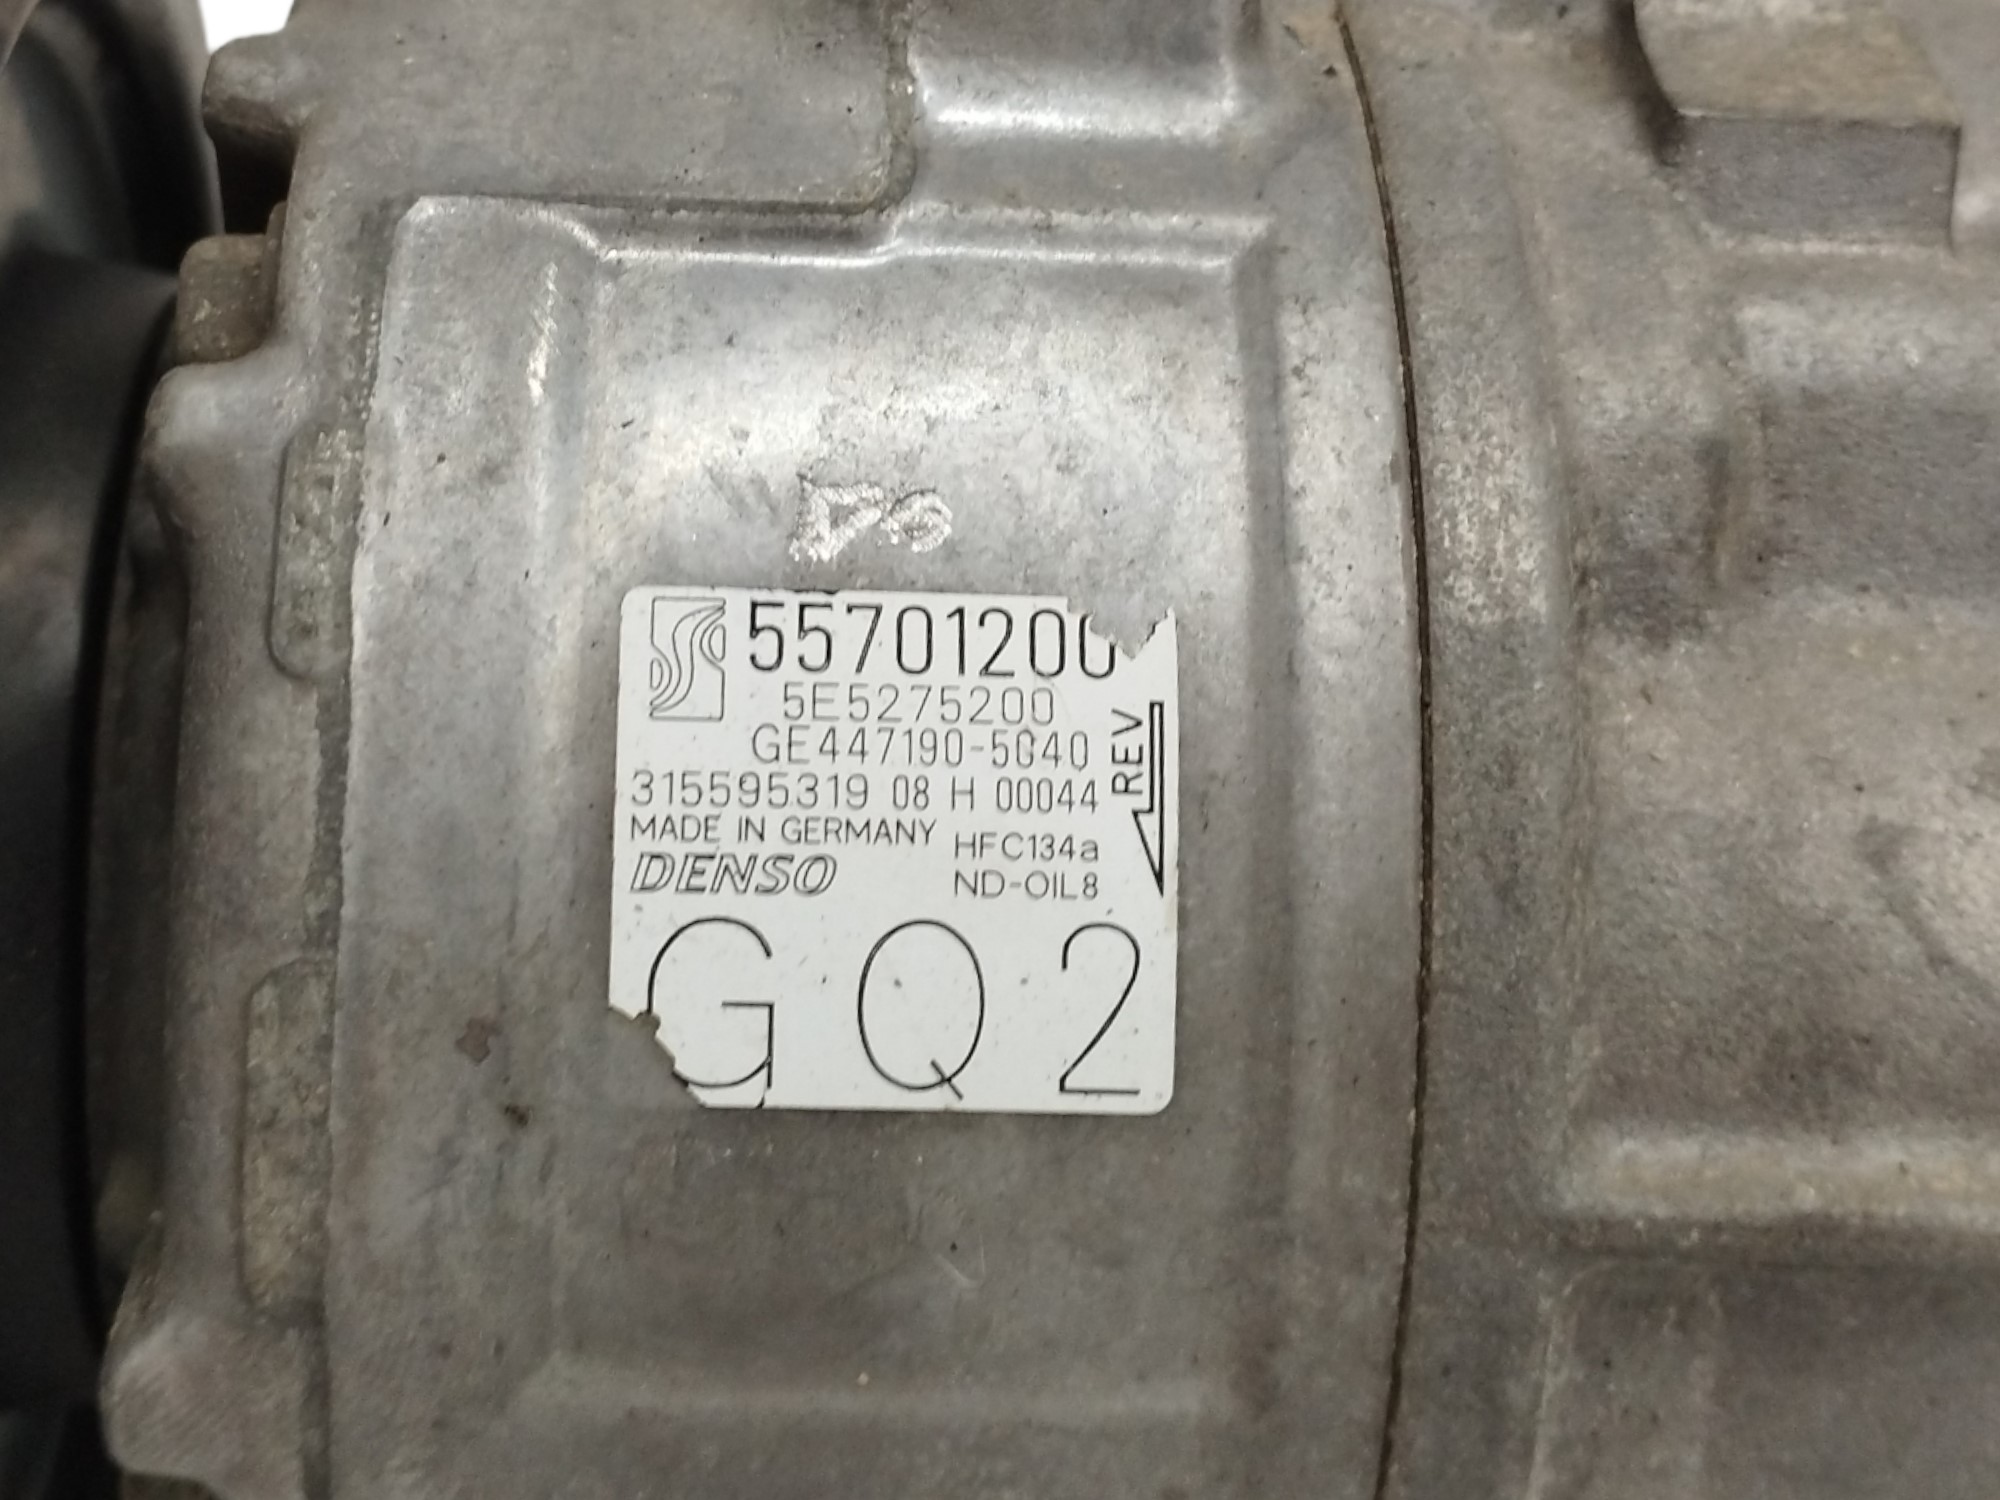 55701200
5E5275200
GE447190-5040
REV
315595319 08 H 00044
MADE IN GERMANY
HFC134a
DENSO
ND-OIL8
GQ2